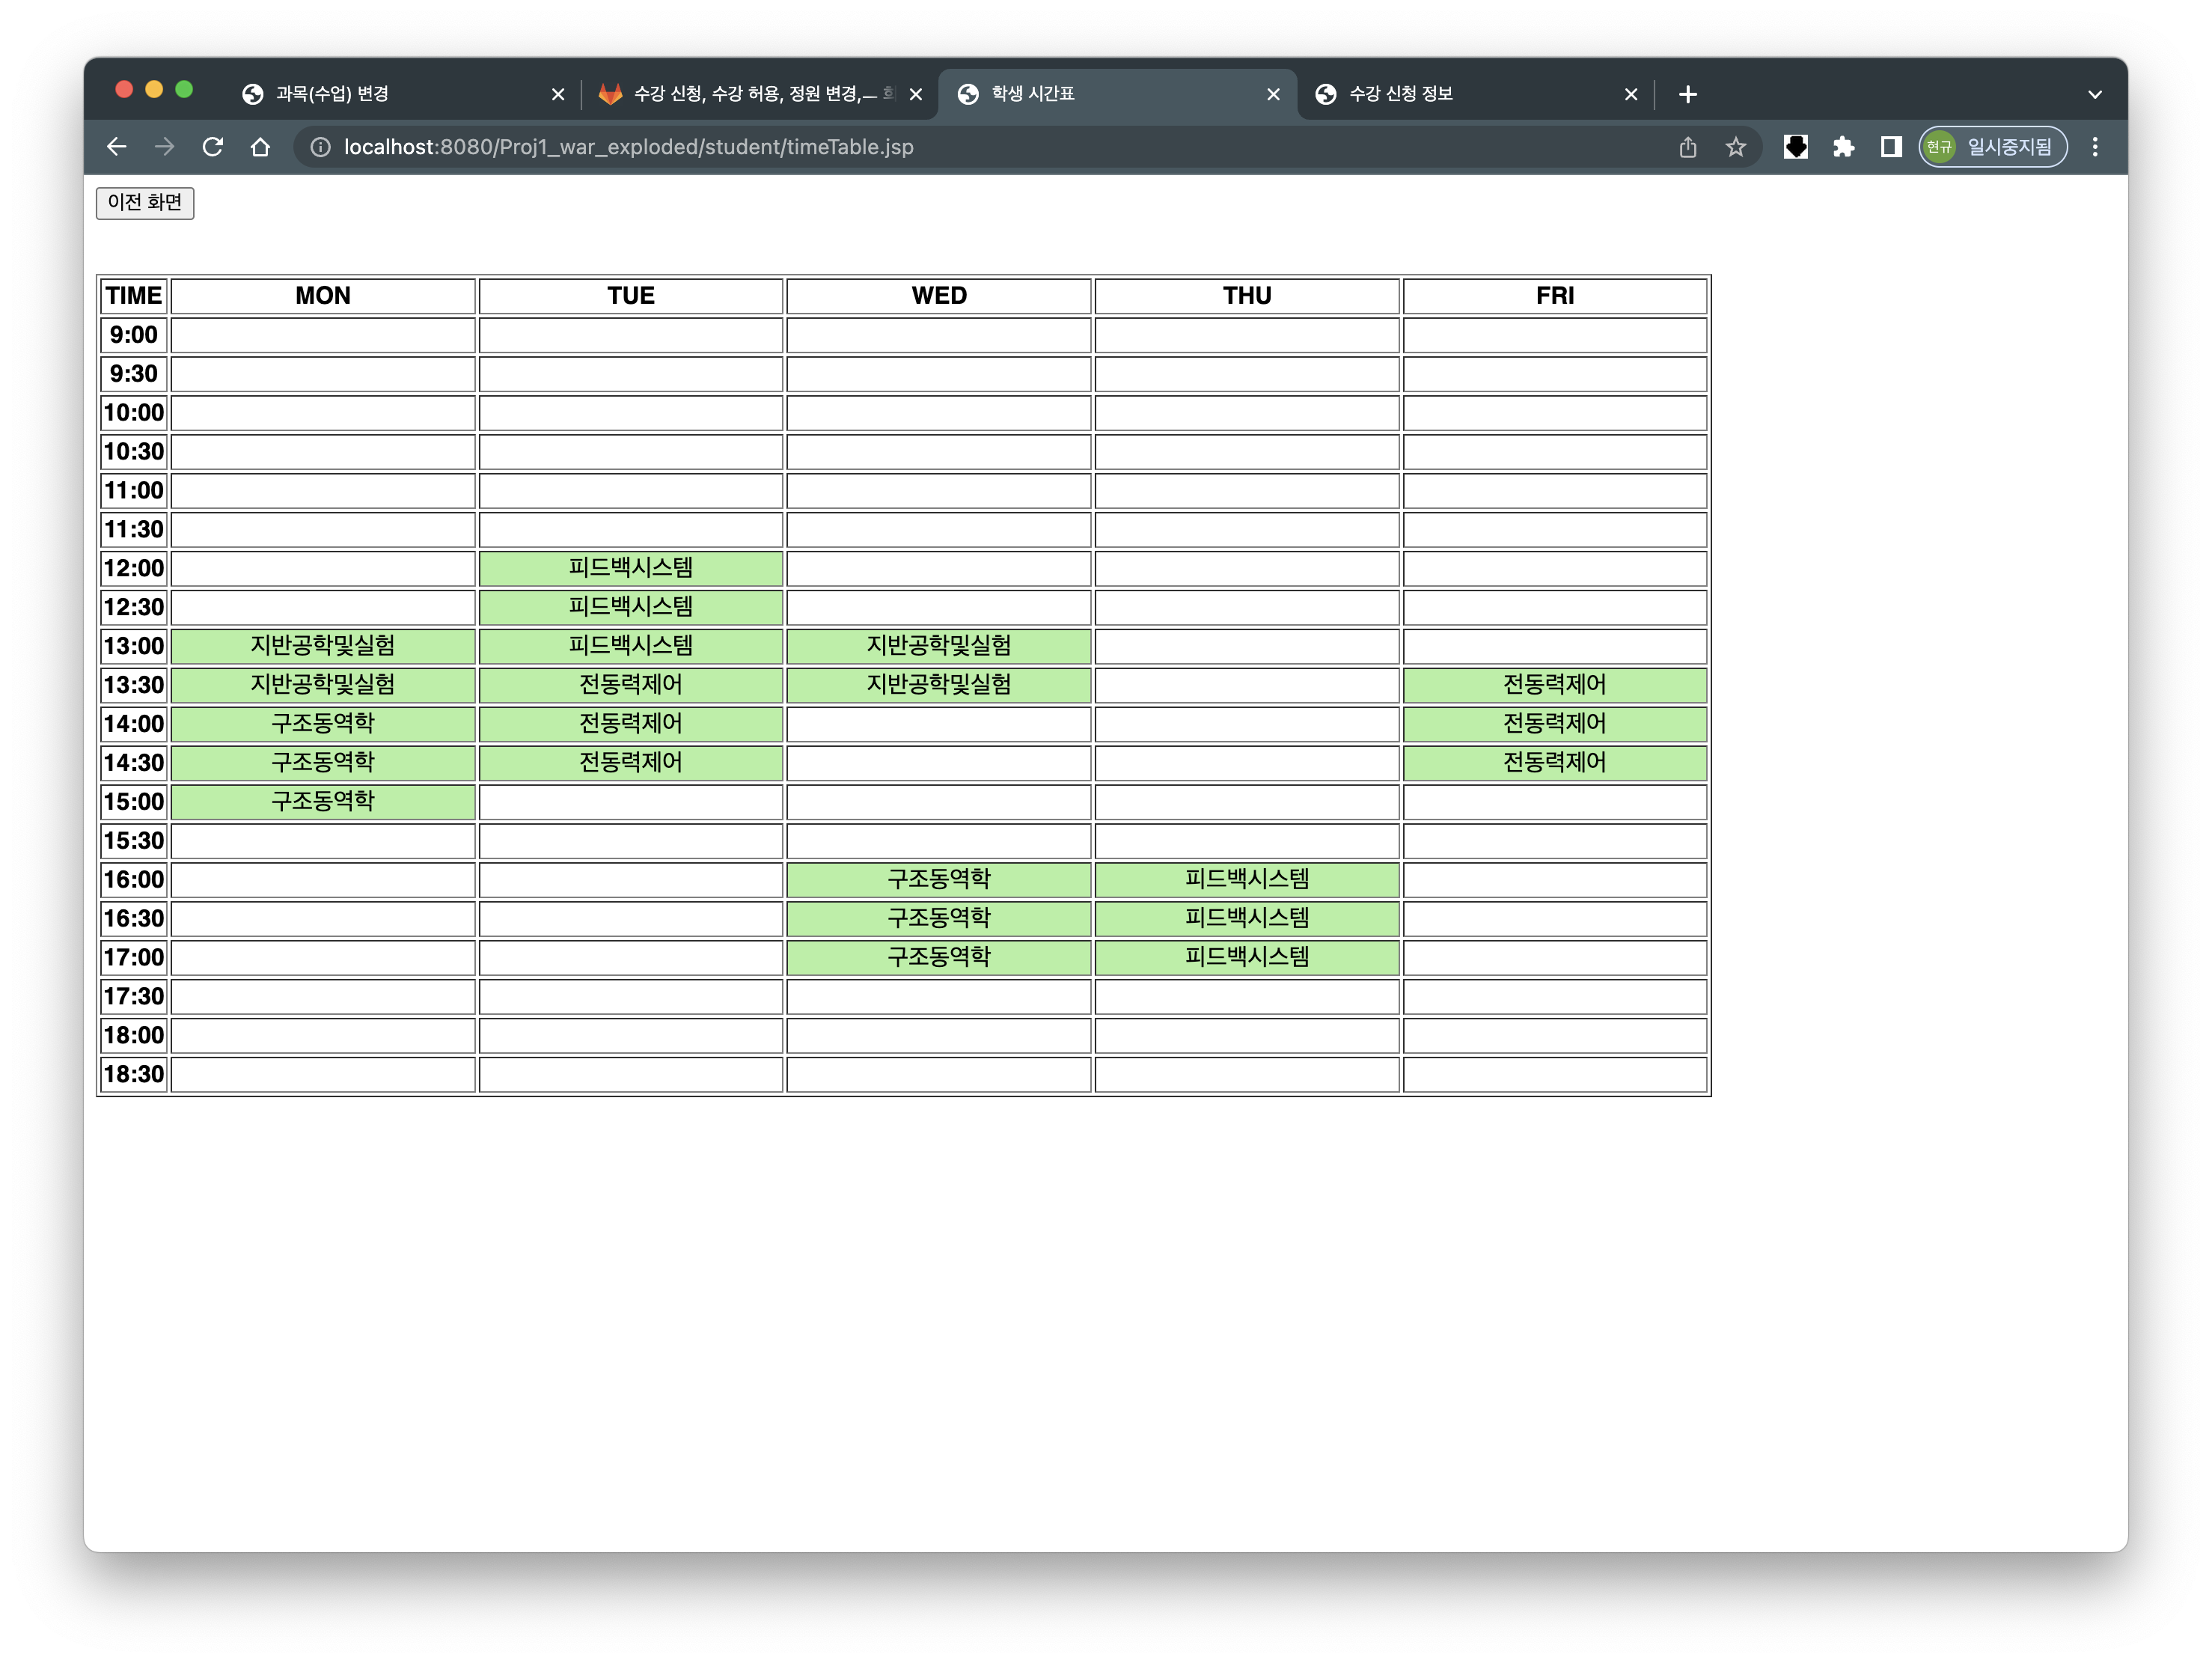 과목(수업) 변경
수강 신청, 수강 허용, 정원 변경,
학생 시간표
수강 신청 정보
localhost:8080/Proj1_war_exploded/student/timeTable.jsp
현규 일시중지됨
이전 화면
TIME MON TUE WED THU FRI
9:00
9:30
10:00
10:30
11:00
11:30
12:00 피드백시스템
12:30 피드백시스템
13:00 지반공학및실험 피드백시스템 지반공학및실험
13:30 지반공학및실험 전동력제어 지반공학및실험 전동력제어
14:00 구조동역학 전동력제어 전동력제어
14:30 구조동역학 전동력제어 전동력제어
15:00 구조동역학
15:30
16:00 구조동역학 피드백시스템
16:30 구조동역학 피드백시스템
17:00 구조동역학 피드백시스템
17:30
18:00
18:30